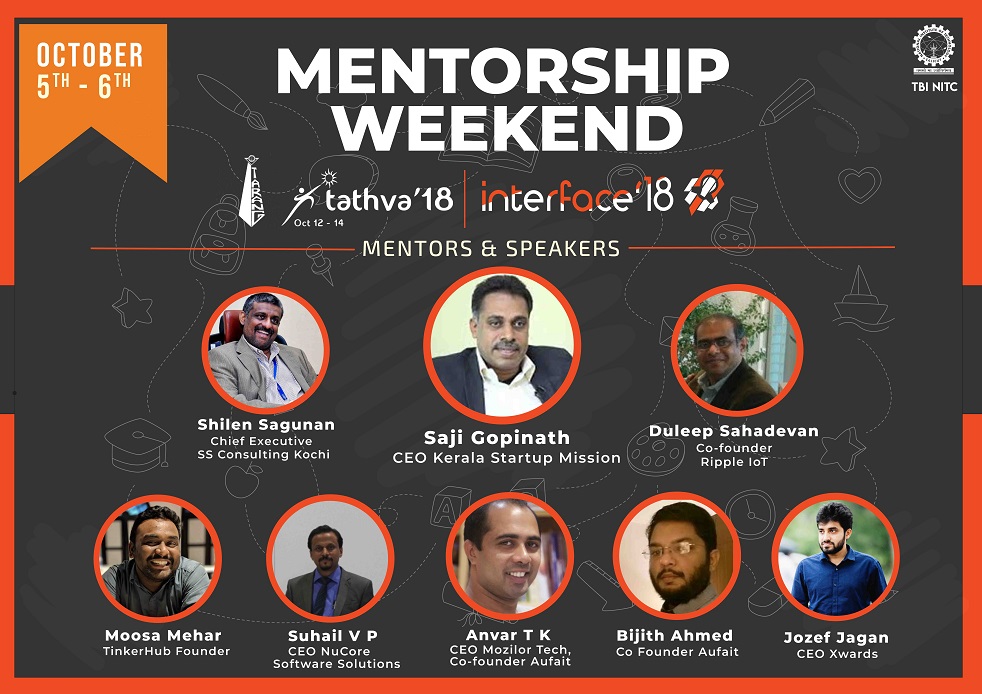 OCTOBER
5TH - 6TH
MENTORSHIP
WEEKEND
TBI NITC
TARANG
tathva'18
Oct 12 - 14
interface'18
MENTORS & SPEAKERS
Shilen Sagunan
Chief Executive
SS Consulting Kochi
Saji Gopinath
CEO Kerala Startup Mission
Duleep Sahadevan
Co-founder
Ripple IoT
Moosa Mehar
TinkerHub Founder
Suhail V P
CEO NuCore
Software Solutions
Anvar T K
CEO Mozilor Tech,
Co-founder Aufait
Bijith Ahmed
Co Founder Aufait
Jozef Jagan
CEO Xwards